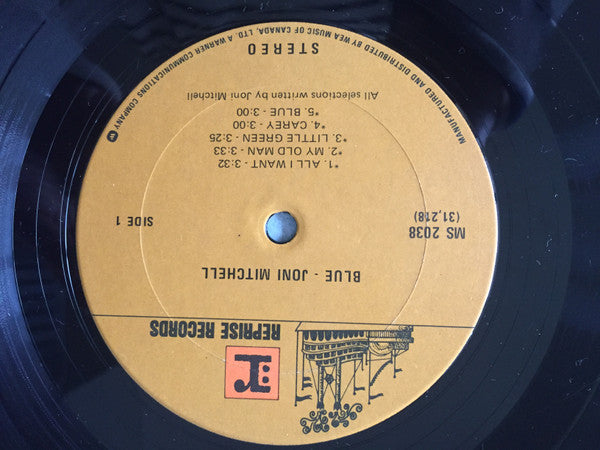 REPRISE RECORDS
BLUE - JONI MITCHELL
MS 2038
(31,218)
SIDE 1
*1. ALL I WANT - 3:32
*2. MY OLD MAN - 3:33
*3. LITTLE GREEN - 3:25
*4. CAREY - 3:00
*5. BLUE - 3:00
All selections written by Joni Mitchell
STEREO
MANUFACTURED AND DISTRIBUTED BY WEA MUSIC OF CANADA, LTD. A WARNER COMMUNICATIONS COMPANY